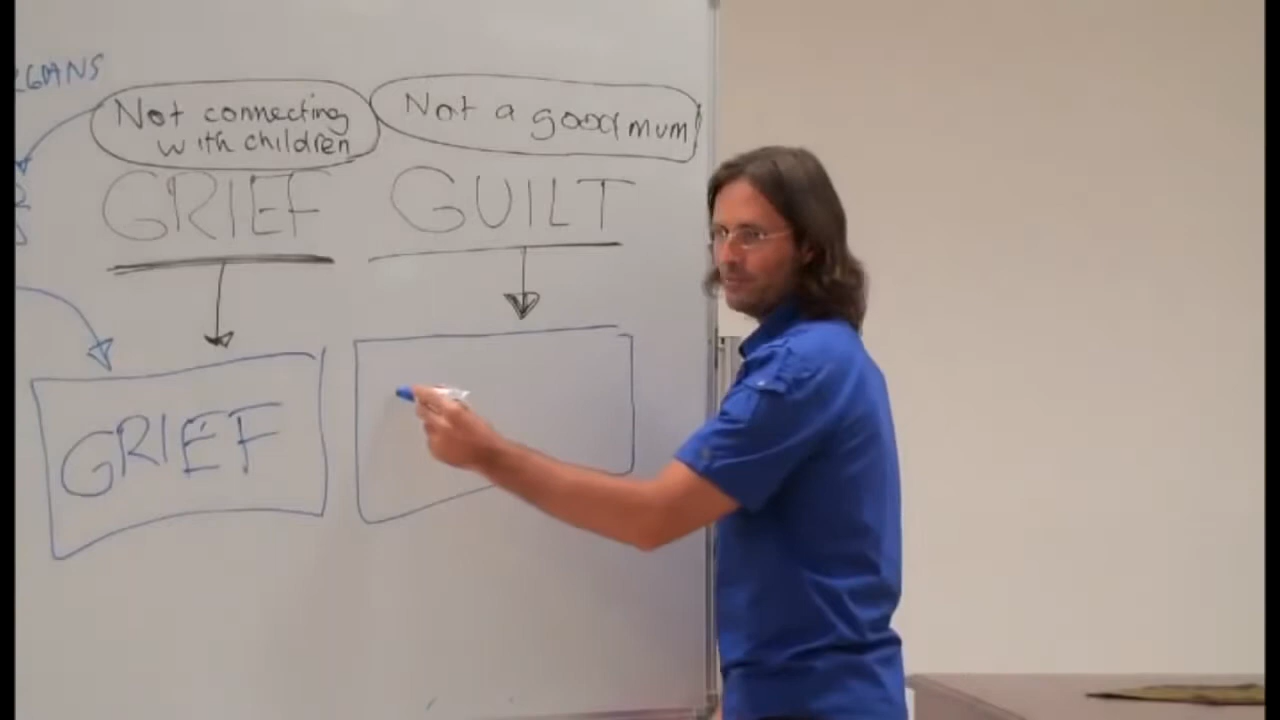 Not connecting
with children
Not a good mum
GRIEF GUILT
GRIEF